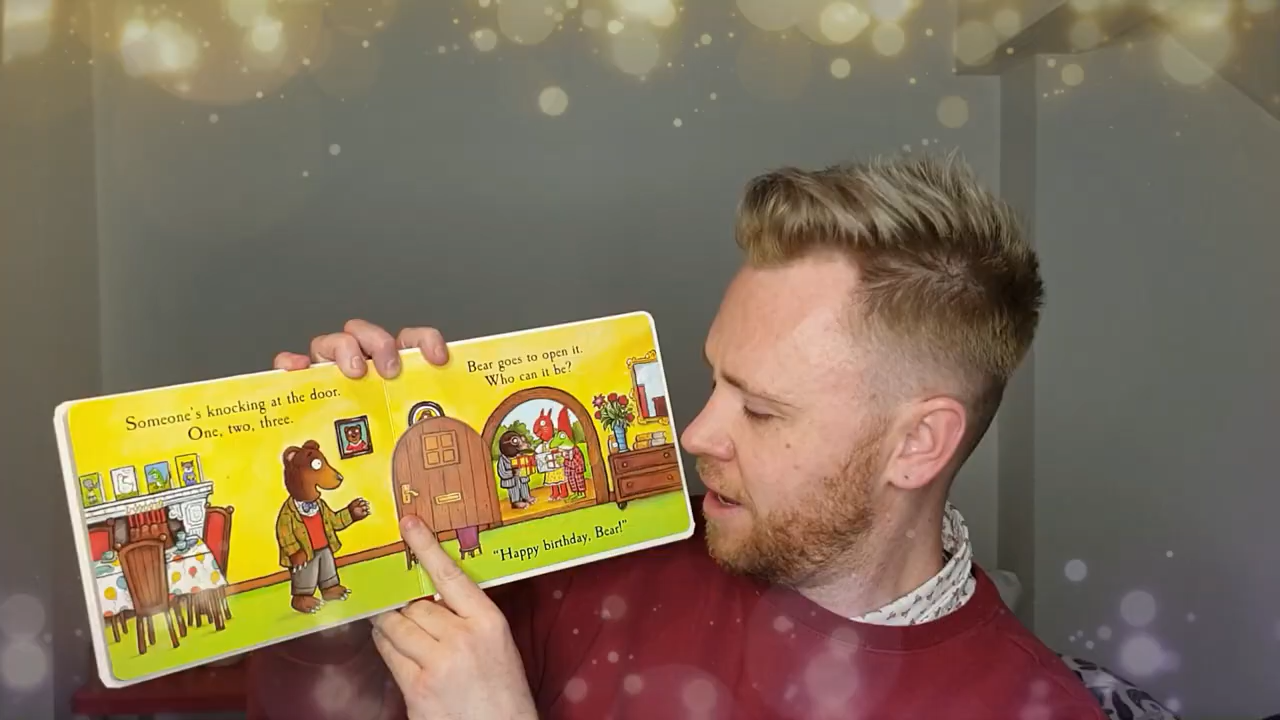 Someone's knocking at the door.
One, two, three.
Bear goes to open it.
Who can it be?
"Happy birthday, Bear!"